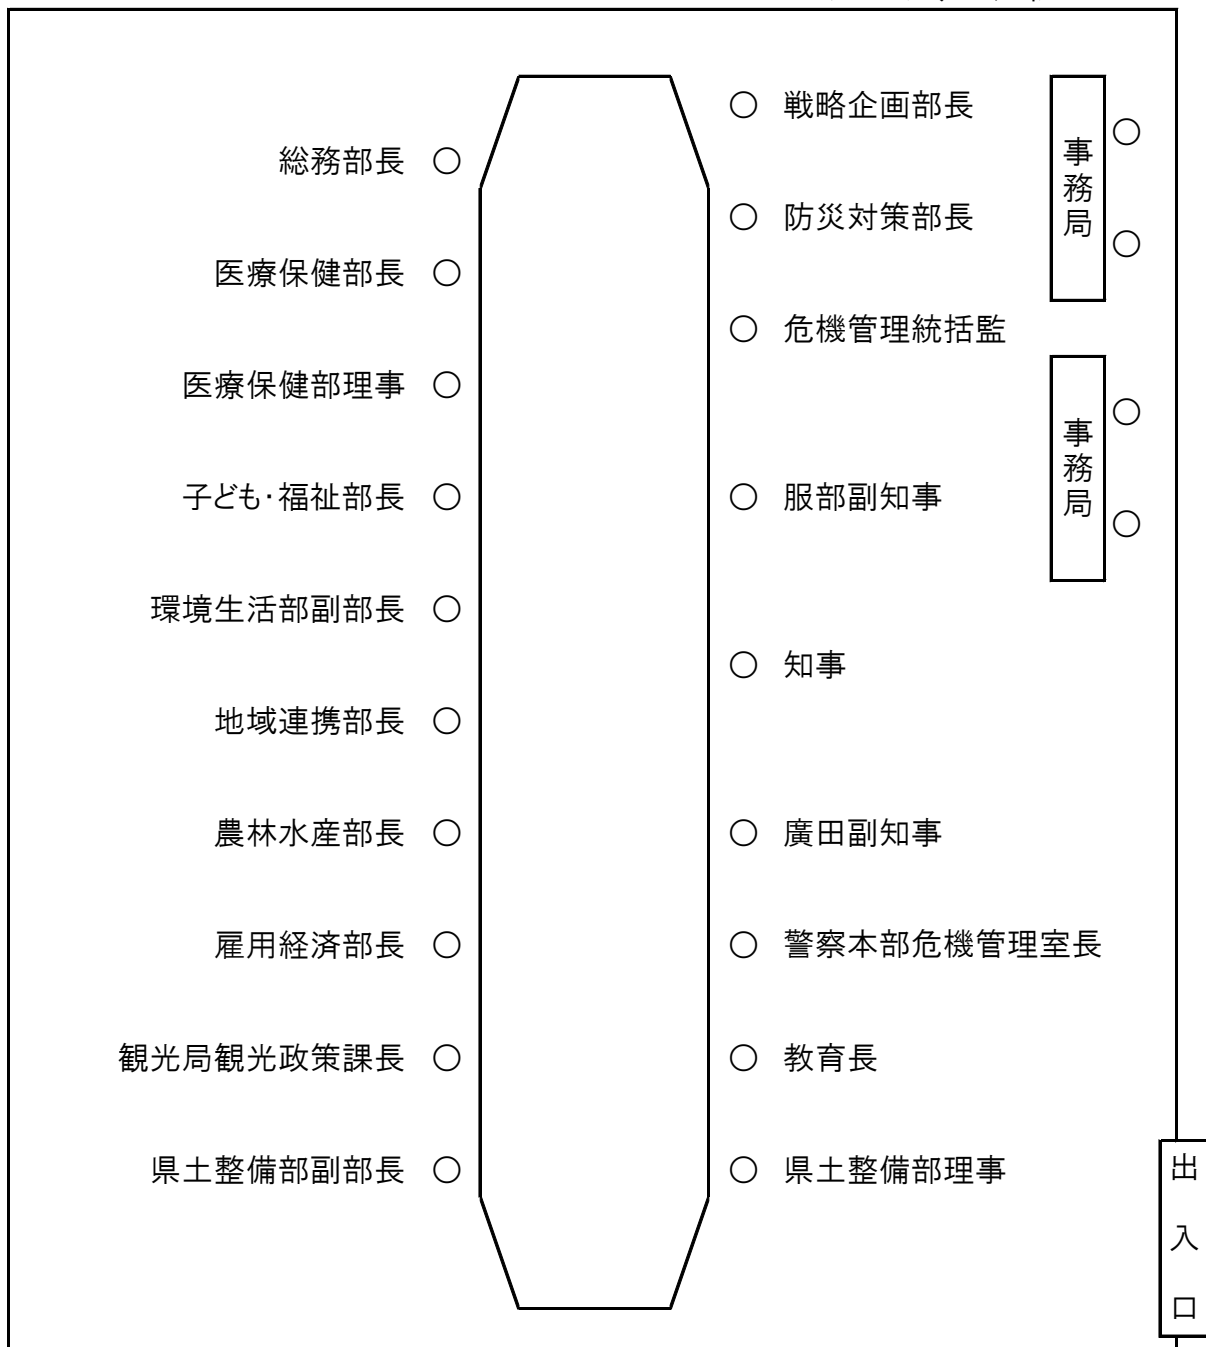 総務部長
医療保健部長
医療保健部理事
子ども・福祉部長
環境生活部副部長
地域連携部長
農林水産部長
雇用経済部長
観光局観光政策課長
県土整備部副部長
戦略企画部長
防災対策部長
危機管理統括監
服部副知事
知事
廣田副知事
警察本部危機管理室長
教育長
県土整備部理事
事務局
事務局
出入口